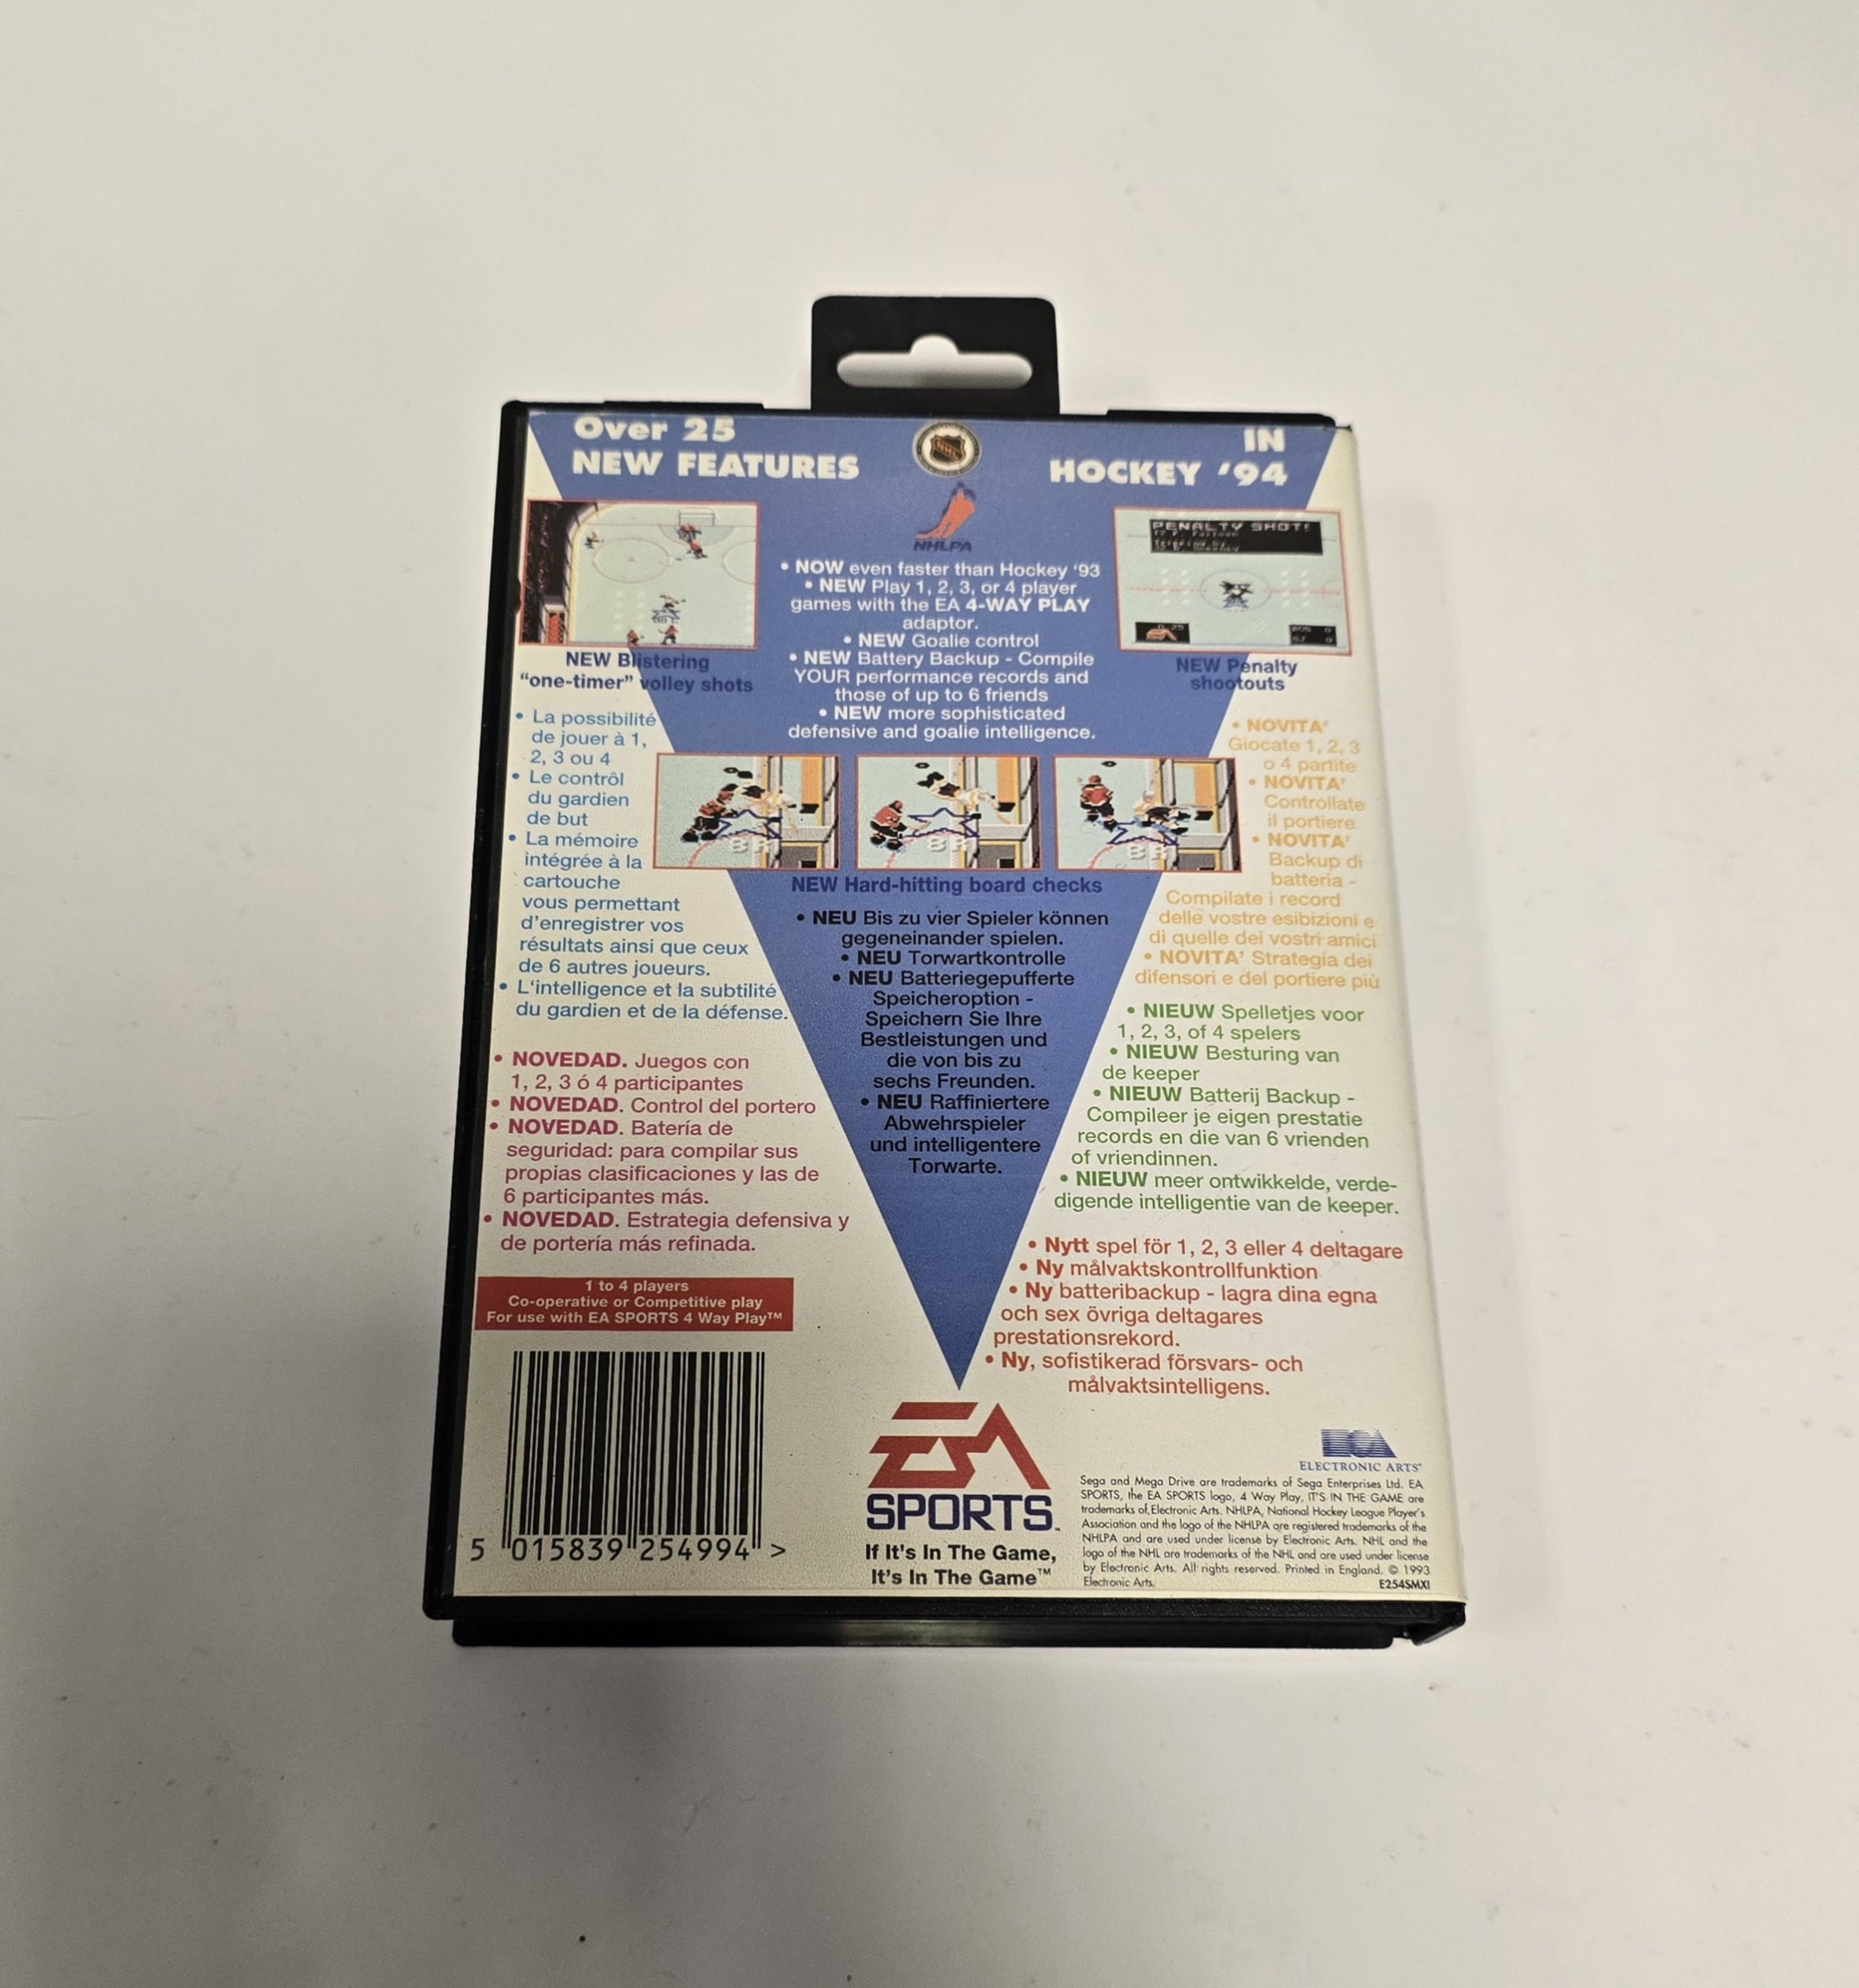 Over 25
NEW FEATURES
IN
HOCKEY '94
NHL
NHLPA
PENALTY SHOT!
NEW Blistering
“one-timer” volley shots
• NOW even faster than Hockey ‘93
• NEW Play 1, 2, 3, or 4 player
games with the EA 4-WAY PLAY
adaptor.
• NEW Goalie control
• NEW Battery Backup - Compile
YOUR performance records and
those of up to 6 friends
• NEW more sophisticated
defensive and goalie intelligence.
NEW Penalty
shootouts
NEW Hard-hitting board checks
• La possibilité
de jouer à 1,
2, 3 ou 4
• Le contrôl
du gardien
de but
• La mémoire
intégrée à la
cartouche
vous permettant
d'enregistrer vos
résultats ainsi que ceux
de 6 autres joueurs.
• L'intelligence et la subtilité
du gardien et de la défense.
• NOVEDAD. Juegos con
1, 2, 3 ó 4 participantes
• NOVEDAD. Control del portero
• NOVEDAD. Batería de
seguridad: para compilar sus
propias clasificaciones y las de
6 participantes más.
• NOVEDAD. Estrategia defensiva y
de portería más refinada.
• NEU Bis zu vier Spieler können
gegeneinander spielen.
• NEU Torwartkontrolle
• NEU Batteriegepufferte
Speicheroption -
Speichern Sie Ihre
Bestleistungen und
die von bis zu
sechs Freunden.
• NEU Raffiniertere
Abwehrspieler
und intelligentere
Torwarte.
• NOVITA'
Giocate 1, 2, 3
o 4 partite
• NOVITA'
Controllate
il portiere
• NOVITA'
Backup di
batteria -
Compilate i record
delle vostre esibizioni e
di quelle dei vostri amici
• NOVITA' Strategia dei
difensori e del portiere più
• NIEUW Spelletjes voor
1, 2, 3, of 4 spelers
• NIEUW Besturing van
de keeper
• NIEUW Batterij Backup -
Compileer je eigen prestatie
records en die van 6 vrienden
of vriendinnen.
• NIEUW meer ontwikkelde, verde-
digende intelligentie van de keeper.
• Nytt spel för 1, 2, 3 eller 4 deltagare
• Ny målvaktskontrollfunktion
• Ny batteribackup - lagra dina egna
och sex övriga deltagares
prestationsrekord.
• Ny, sofistikerad försvars- och
målvaktsintelligens.
1 to 4 players
Co-operative or Competitive play
For use with EA SPORTS 4 Way Play™
5 015839 254994 >
EA
SPORTS™
If It's In The Game,
It's In The Game™
EA
ELECTRONIC ARTS®
Sega and Mega Drive are trademarks of Sega Enterprises Ltd. EA
SPORTS, the EA SPORTS logo, 4 Way Play, IT'S IN THE GAME are
trademarks of Electronic Arts. NHLPA, National Hockey League Player's
Association and the logo of the NHLPA are registered trademarks of the
NHLPA and are used under license by Electronic Arts. NHL and the
logo of the NHL are trademarks of the NHL and are used under license
by Electronic Arts. All rights reserved. Printed in England. © 1993
Electronic Arts.
E254SMXI